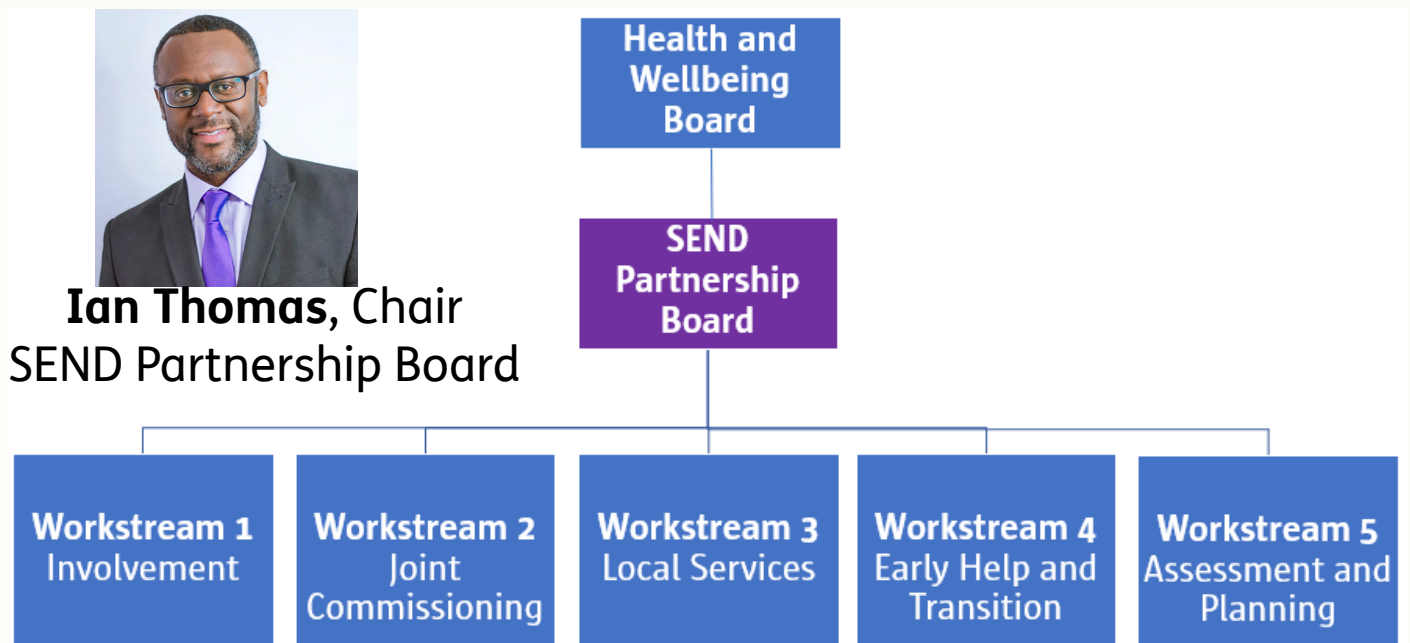 Health and
Wellbeing
Board
SEND
Partnership
Board
Ian Thomas, Chair
SEND Partnership Board
Workstream 1
Involvement
Workstream 2
Joint
Commissioning
Workstream 3
Local Services
Workstream 4
Early Help and
Transition
Workstream 5
Assessment and
Planning